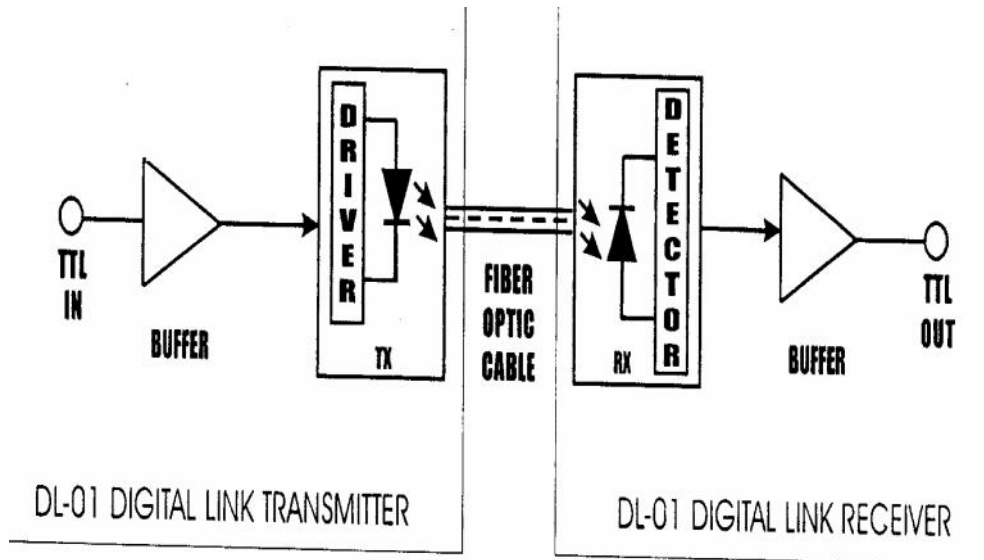 TTL
IN
BUFFER
DRIVER
TX
FIBER
OPTIC
CABLE
RX
DETECTOR
BUFFER
TTL
OUT
DL-01 DIGITAL LINK TRANSMITTER
DL-01 DIGITAL LINK RECEIVER